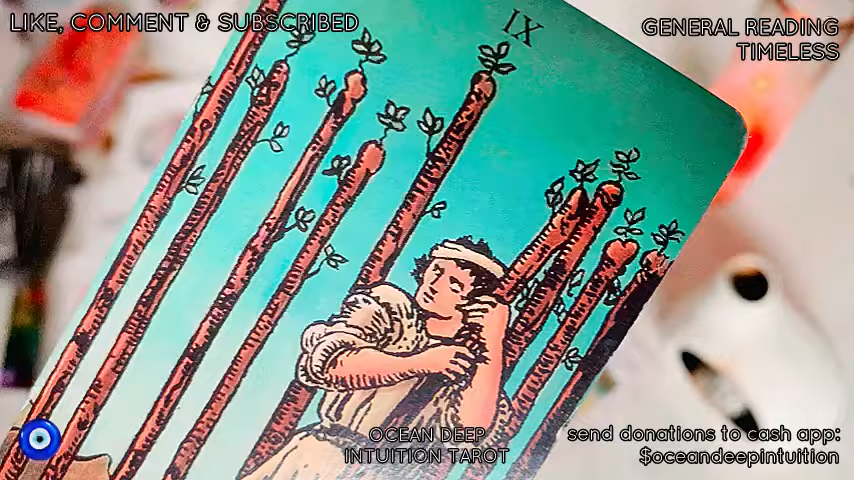 LIKE, COMMENT & SUBSCRIBED
GENERAL READING
TIMELESS
IX
OCEAN DEEP
INTUITION TAROT
send donations to cash app:
$oceandeepintuition